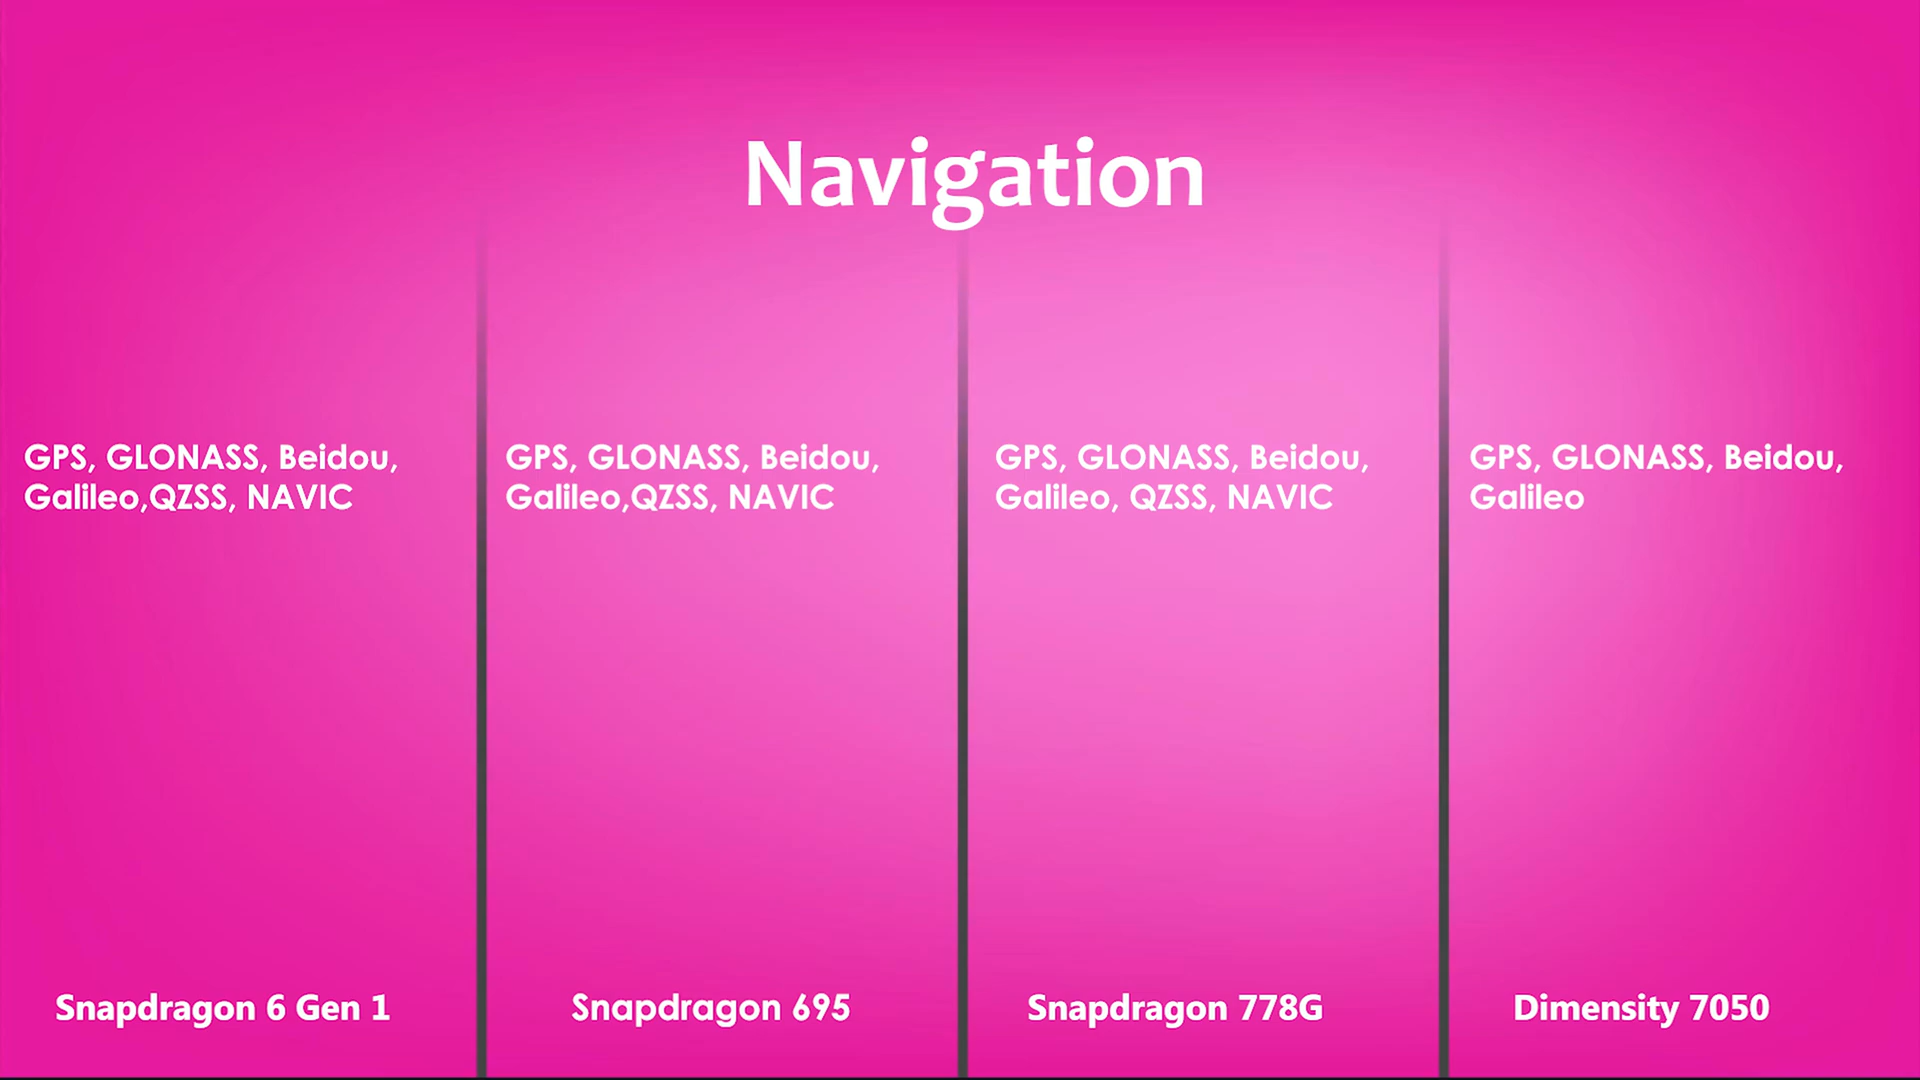 Navigation
GPS, GLONASS, Beidou,
Galileo,QZSS, NAVIC
GPS, GLONASS, Beidou,
Galileo,QZSS, NAVIC
GPS, GLONASS, Beidou,
Galileo, QZSS, NAVIC
GPS, GLONASS, Beidou,
Galileo
Snapdragon 6 Gen 1
Snapdragon 695
Snapdragon 778G
Dimensity 7050